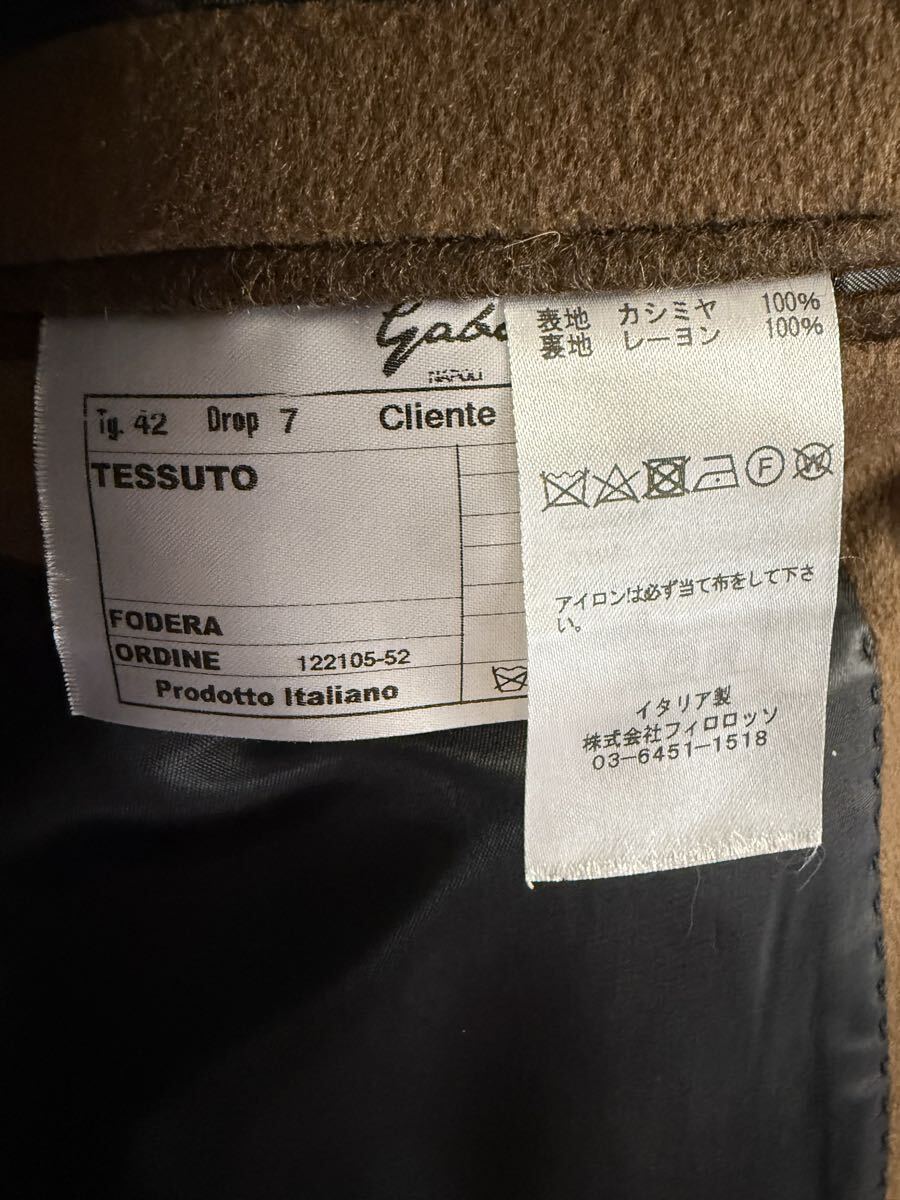 Gabo
NAPOLI
Tg. 42 Drop 7 Cliente
TESSUTO
FODERA
ORDINE 122105-52
Prodotto Italiano
表地 カシミヤ 100%
裏地 レーヨン 100%
F W
アイロンは必ず当て布をして下さ
い。
イタリア製
株式会社フィロロッソ
03-6451-1518